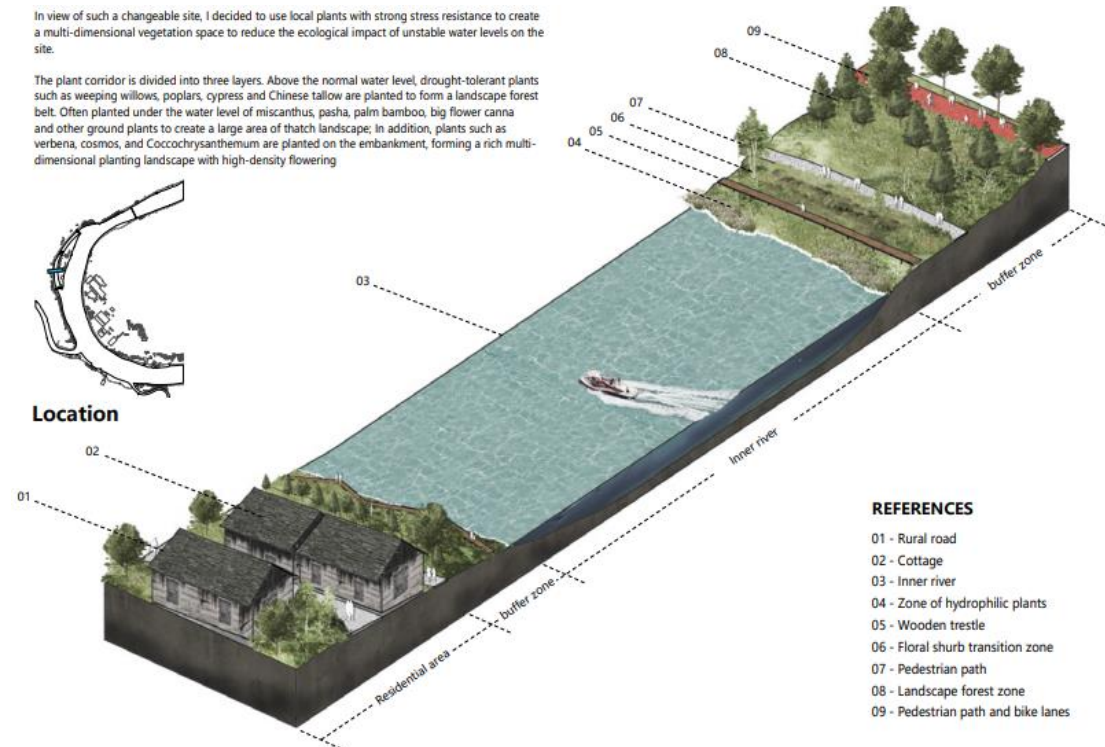 In view of such a changeable site, I decided to use local plants with strong stress resistance to create
a multi-dimensional vegetation space to reduce the ecological impact of unstable water levels on the
site.
The plant corridor is divided into three layers. Above the normal water level, drought-tolerant plants
such as weeping willows, poplars, cypress and Chinese tallow are planted to form a landscape forest
belt. Often planted under the water level of miscanthus, pasha, palm bamboo, big flower canna
and other ground plants to create a large area of thatch landscape; In addition, plants such as
verbena, cosmos, and Coccochrysanthemum are planted on the embankment, forming a rich multi-
dimensional planting landscape with high-density flowering
09
08
07
06
05
04
03
Location
02
01
buffer zone
Inner river
buffer zone
Residential area
REFERENCES
01 - Rural road
02 - Cottage
03 - Inner river
04 - Zone of hydrophilic plants
05 - Wooden trestle
06 - Floral shurb transition zone
07 - Pedestrian path
08 - Landscape forest zone
09 - Pedestrian path and bike lanes